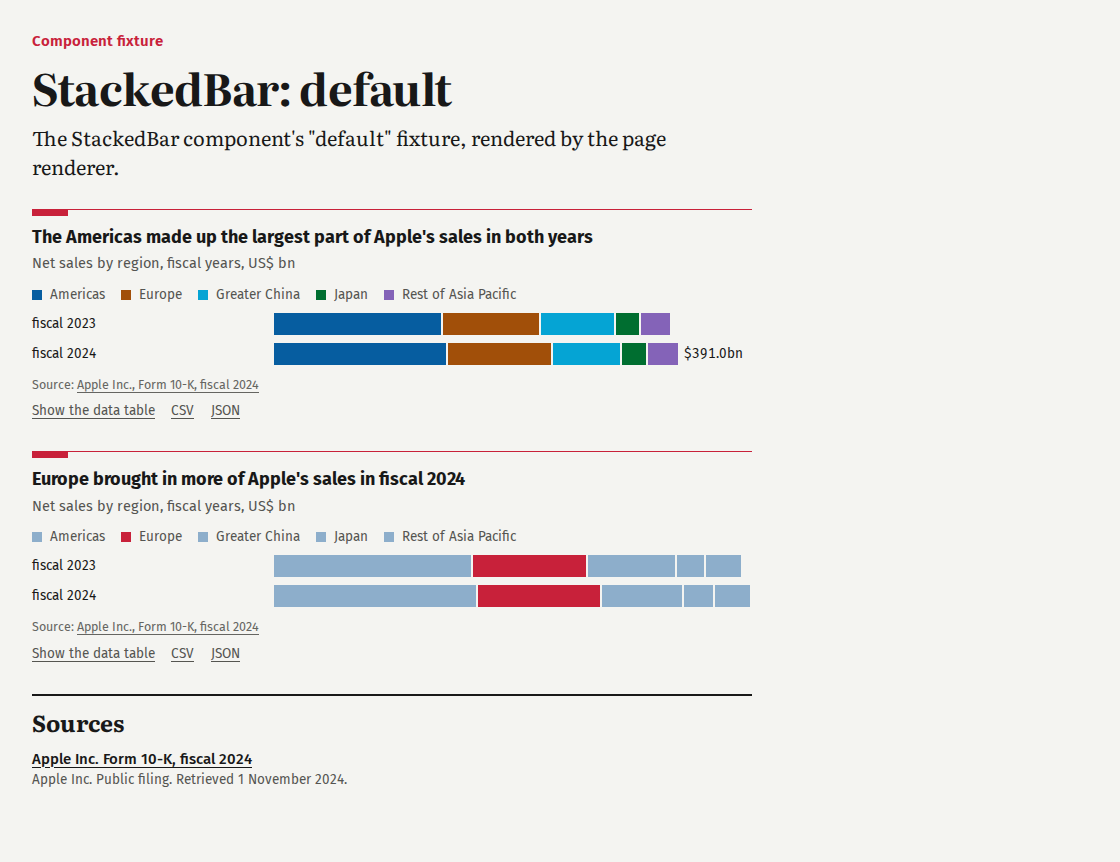 Component fixture
StackedBar: default
The StackedBar component's "default" fixture, rendered by the page
renderer.
The Americas made up the largest part of Apple's sales in both years
Net sales by region, fiscal years, US$ bn
Americas Europe Greater China Japan Rest of Asia Pacific
fiscal 2023
fiscal 2024 $391.0bn
Source: Apple Inc., Form 10-K, fiscal 2024
Show the data table CSV JSON
Europe brought in more of Apple's sales in fiscal 2024
Net sales by region, fiscal years, US$ bn
Americas Europe Greater China Japan Rest of Asia Pacific
fiscal 2023
fiscal 2024
Source: Apple Inc., Form 10-K, fiscal 2024
Show the data table CSV JSON
Sources
Apple Inc. Form 10-K, fiscal 2024
Apple Inc. Public filing. Retrieved 1 November 2024.